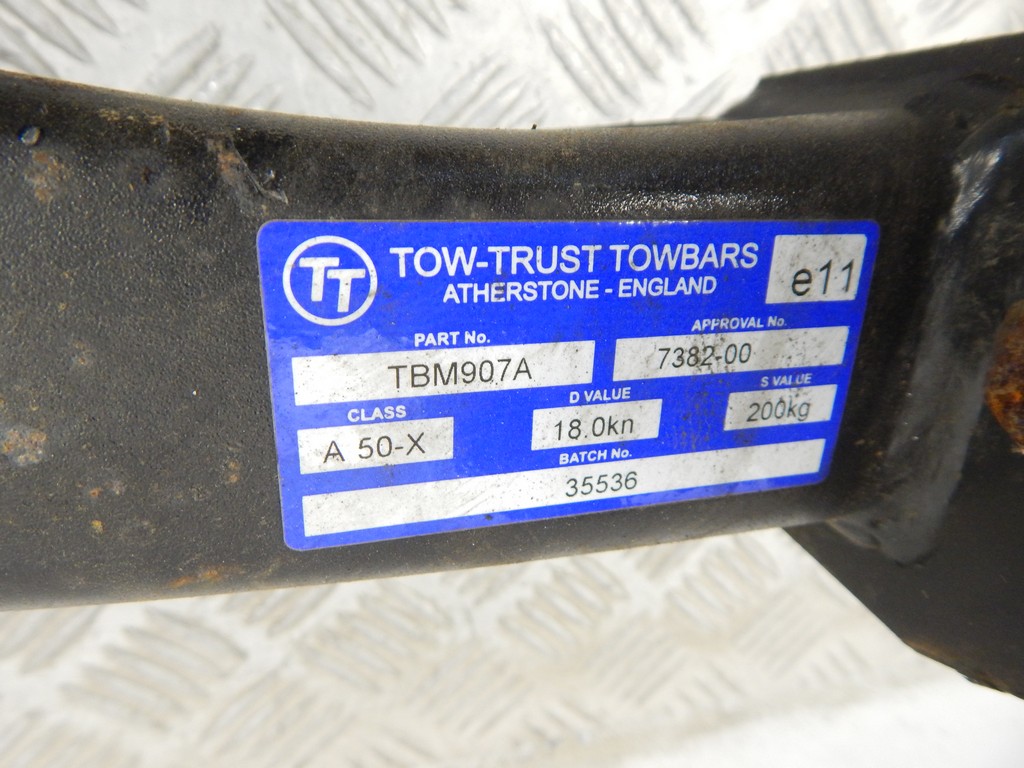 TT
TOW-TRUST TOWBARS
ATHERSTONE - ENGLAND
e11
PART No.
TBM907A
APPROVAL No.
7382-00
CLASS
A 50-X
D VALUE
18.0kn
S VALUE
200kg
BATCH No.
35536